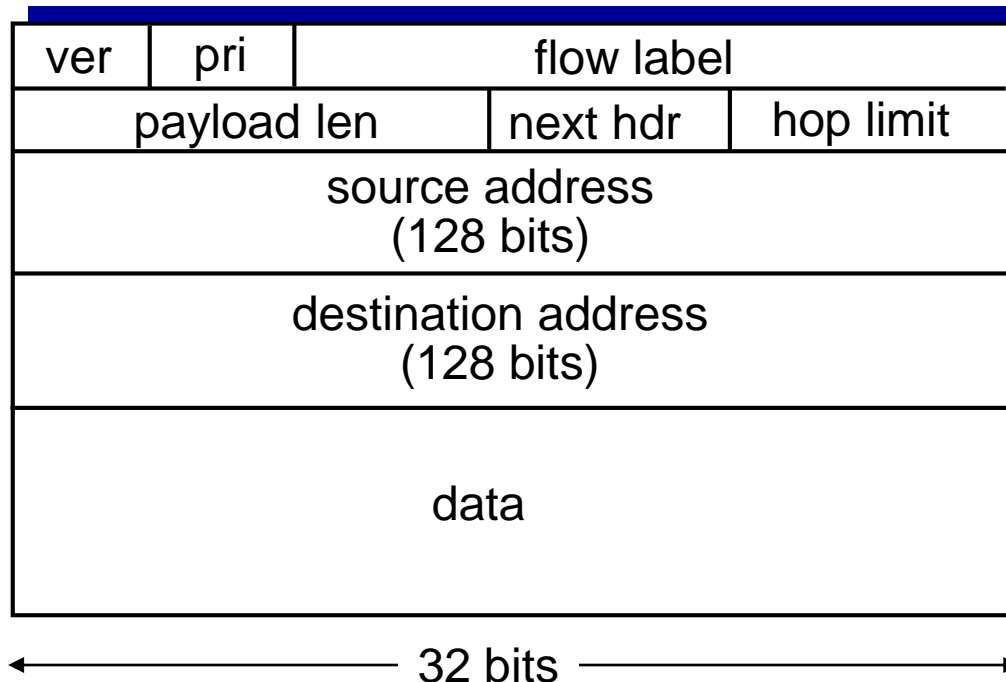 ver pri flow label
payload len next hdr hop limit
source address
(128 bits)
destination address
(128 bits)
data
32 bits